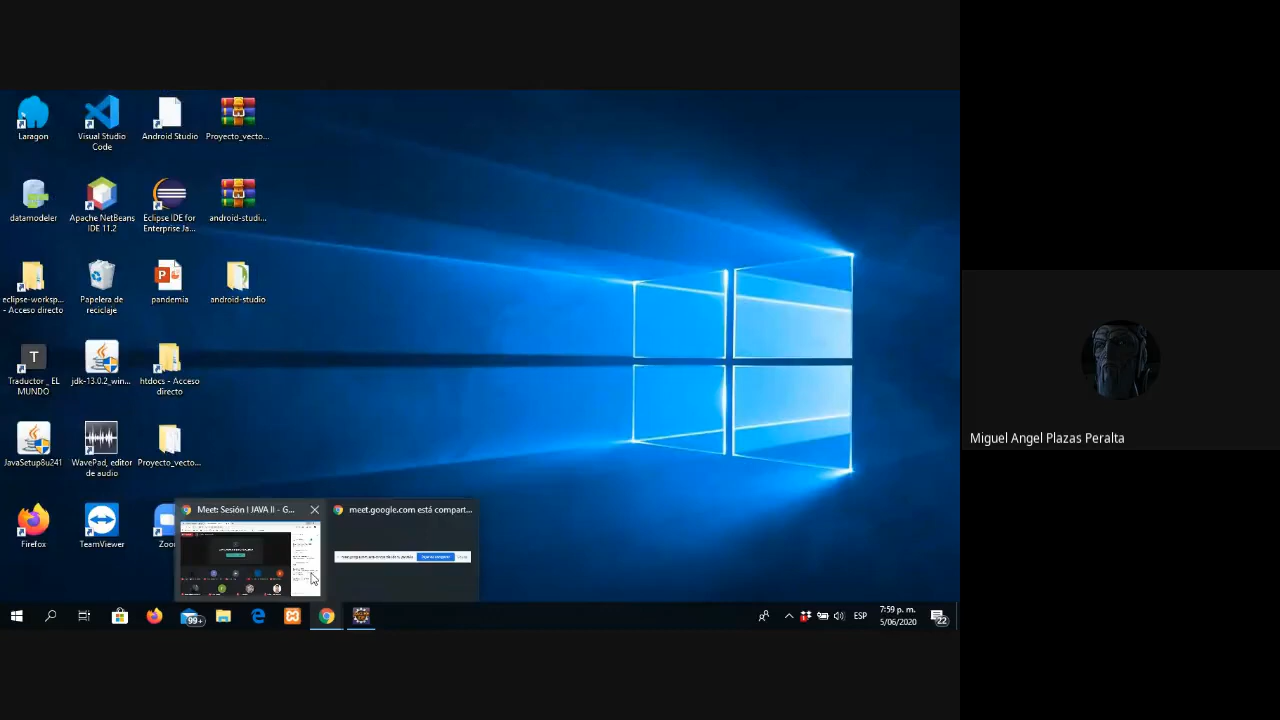 Laragon
Visual Studio
Code
Android Studio
Proyecto_vecto...
datamodeler
Apache NetBeans
IDE 11.2
Eclipse IDE for
Enterprise Ja...
android-studi...
eclipse-worksp...
- Acceso directo
Papelera de
reciclaje
pandemia
android-studio
T
Traductor _ EL
MUNDO
jdk-13.0.2_win...
htdocs - Acceso
directo
JavaSetup8u241
WavePad, editor
de audio
Proyecto_vecto...
Firefox
TeamViewer
Zoo
Meet: Sesión I JAVA II - G...
meet.google.com está compart...
99+
ESP
7:59 p. m.
5/06/2020
22
Miguel Angel Plazas Peralta